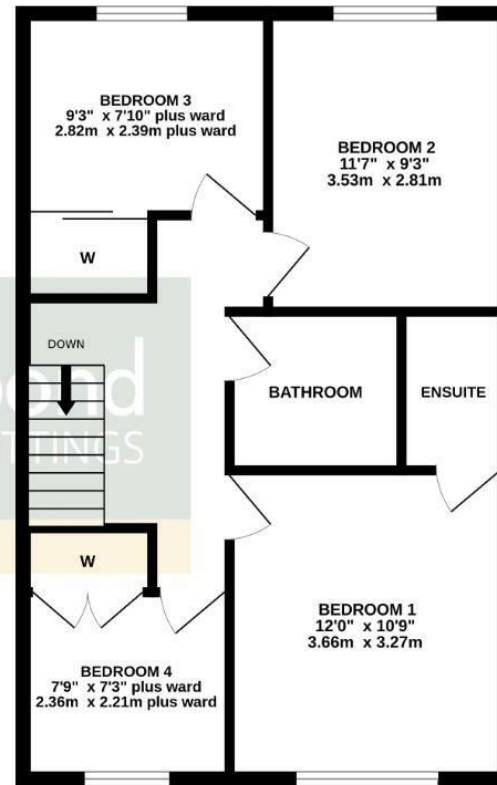 BEDROOM 3
9'3" x 7'10" plus ward
2.82m x 2.39m plus ward
BEDROOM 2
11'7" x 9'3"
3.53m x 2.81m
W
DOWN
BATHROOM
ENSUITE
W
BEDROOM 1
12'0" x 10'9"
3.66m x 3.27m
BEDROOM 4
7'9" x 7'3" plus ward
2.36m x 2.21m plus ward